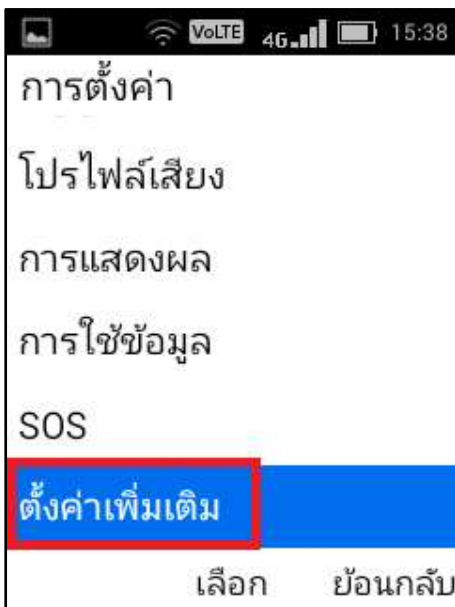 VoLTE 4G 15:38
การตั้งค่า
โปรไฟล์เสียง
การแสดงผล
การใช้ข้อมูล
SOS
ตั้งค่าเพิ่มเติม
เลือก ย้อนกลับ